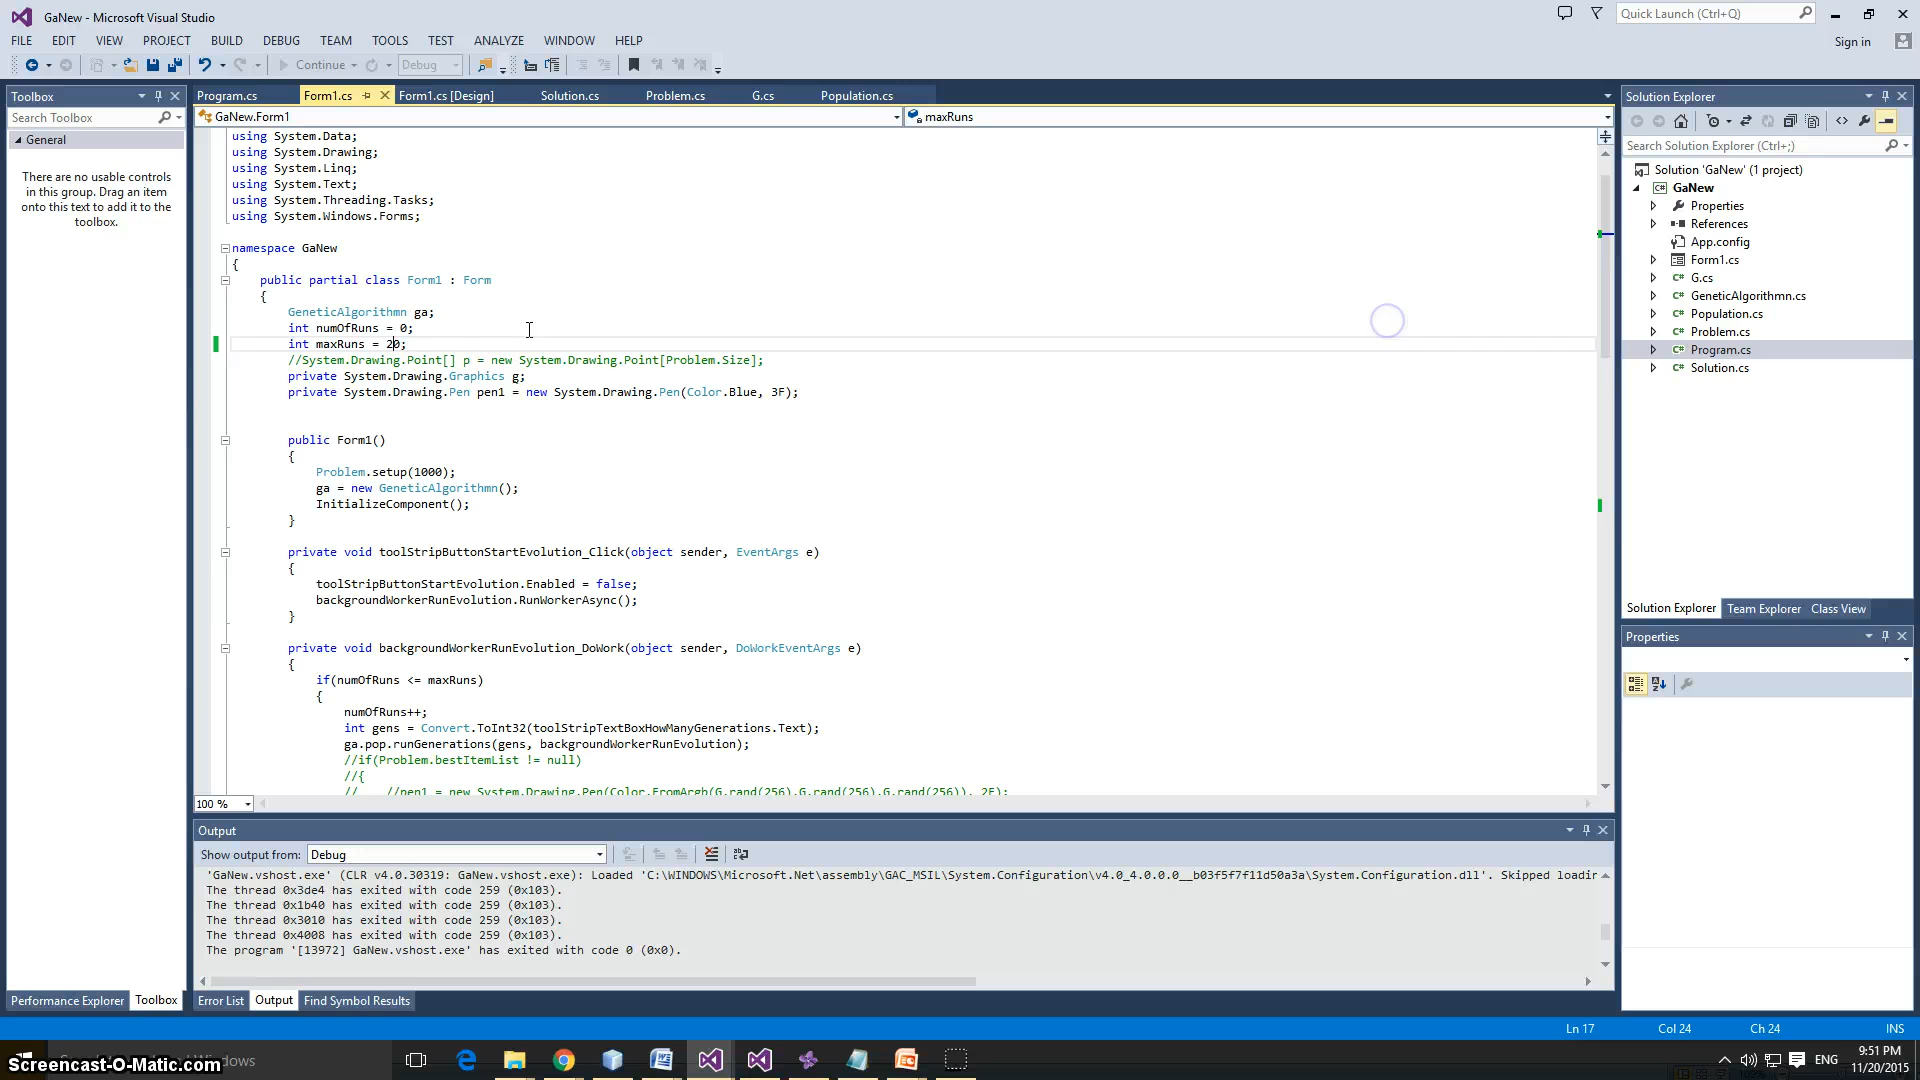 GaNew - Microsoft Visual Studio
Quick Launch (Ctrl+Q)
FILE EDIT VIEW PROJECT BUILD DEBUG TEAM TOOLS TEST ANALYZE WINDOW HELP
Sign in
Continue Debug
Toolbox
Search Toolbox
General
There are no usable controls
in this group. Drag an item
onto this text to add it to the
toolbox.
Performance Explorer Toolbox
Program.cs Form1.cs Form1.cs [Design] Solution.cs Problem.cs G.cs Population.cs
GaNew.Form1 maxRuns
using System.Data;
using System.Drawing;
using System.Linq;
using System.Text;
using System.Threading.Tasks;
using System.Windows.Forms;
namespace GaNew
{
public partial class Form1 : Form
{
GeneticAlgorithmn ga;
int numOfRuns = 0;
int maxRuns = 20;
//System.Drawing.Point[] p = new System.Drawing.Point[Problem.Size];
private System.Drawing.Graphics g;
private System.Drawing.Pen pen1 = new System.Drawing.Pen(Color.Blue, 3F);
public Form1()
{
Problem.setup(1000);
ga = new GeneticAlgorithmn();
InitializeComponent();
}
private void toolStripButtonStartEvolution_Click(object sender, EventArgs e)
{
toolStripButtonStartEvolution.Enabled = false;
backgroundWorkerRunEvolution.RunWorkerAsync();
}
private void backgroundWorkerRunEvolution_DoWork(object sender, DoWorkEventArgs e)
{
if(numOfRuns <= maxRuns)
{
numOfRuns++;
int gens = Convert.ToInt32(toolStripTextBoxHowManyGenerations.Text);
ga.pop.runGenerations(gens, backgroundWorkerRunEvolution);
//if(Problem.bestItemList != null)
//{
// //pen1 = new System.Drawing.Pen(Color.FromArgb(G.rand(256),G.rand(256),G.rand(256)), 2F);
100 %
Output
Show output from: Debug
'GaNew.vshost.exe' (CLR v4.0.30319: GaNew.vshost.exe): Loaded 'C:\WINDOWS\Microsoft.Net\assembly\GAC_MSIL\System.Configuration\v4.0_4.0.0.0__b03f5f7f11d50a3a\System.Configuration.dll'. Skipped loadin
The thread 0x3de4 has exited with code 259 (0x103).
The thread 0x1b40 has exited with code 259 (0x103).
The thread 0x3010 has exited with code 259 (0x103).
The thread 0x4008 has exited with code 259 (0x103).
The program '[13972] GaNew.vshost.exe' has exited with code 0 (0x0).
Error List Output Find Symbol Results
Solution Explorer
Search Solution Explorer (Ctrl+;)
Solution 'GaNew' (1 project)
GaNew
Properties
References
App.config
Form1.cs
G.cs
GeneticAlgorithmn.cs
Population.cs
Problem.cs
Program.cs
Solution.cs
Solution Explorer Team Explorer Class View
Properties
Ln 17 Col 24 Ch 24 INS
Screencast-O-Matic.com
Windows
ENG
9:51 PM
11/20/2015